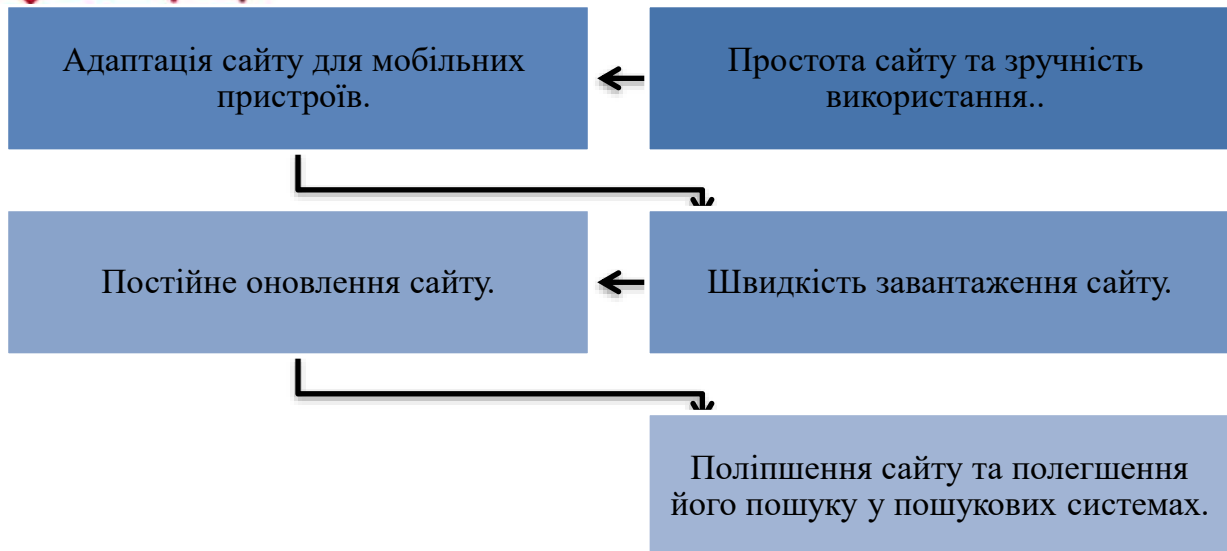 Простота сайту та зручність
використання..
Адаптація сайту для мобільних
пристроїв.
Швидкість завантаження сайту.
Постійне оновлення сайту.
Поліпшення сайту та полегшення
його пошуку у пошукових системах.